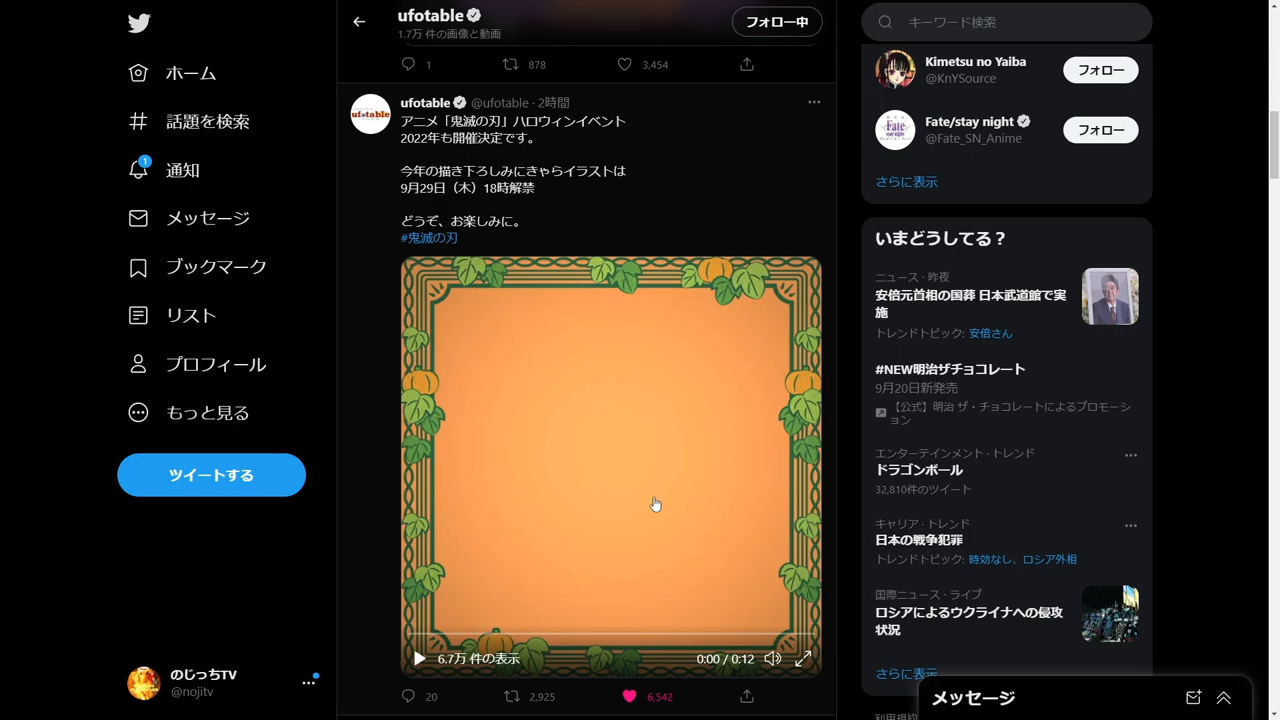 ホーム
話題を検索
1
通知
メッセージ
ブックマーク
リスト
プロフィール
もっと見る
ツイートする
のじっちTV
@nojitv
ufotable
1.7万 件の画像と動画
フォロー中
1
878
3,454
ufotable
ufotable @ufotable · 2時間
アニメ「鬼滅の刃」ハロウィンイベント
2022年も開催決定です。
今年の描き下ろしみにきゃらイラストは
9月29日（木）18時解禁
どうぞ、お楽しみに。
#鬼滅の刃
6.7万 件の表示
0:00 / 0:12
20
2,925
6,542
キーワード検索
Kimetsu no Yaiba
@KnYSource
フォロー
Fate
Fate/stay night
@Fate_SN_Anime
フォロー
さらに表示
いまどうしてる？
ニュース · 昨夜
安倍元首相の国葬 日本武道館で実
施
トレンドトピック: 安倍さん
#NEW明治ザチョコレート
9月20日新発売
【公式】明治 ザ・チョコレートによるプロモーシ
ョン
エンターテインメント · トレンド
ドラゴンボール
32,810件のツイート
キャリア · トレンド
日本の戦争犯罪
トレンドトピック: 時効なし、ロシア外相
国際ニュース · ライブ
ロシアによるウクライナへの侵攻
状況
さらに表示
メッセージ